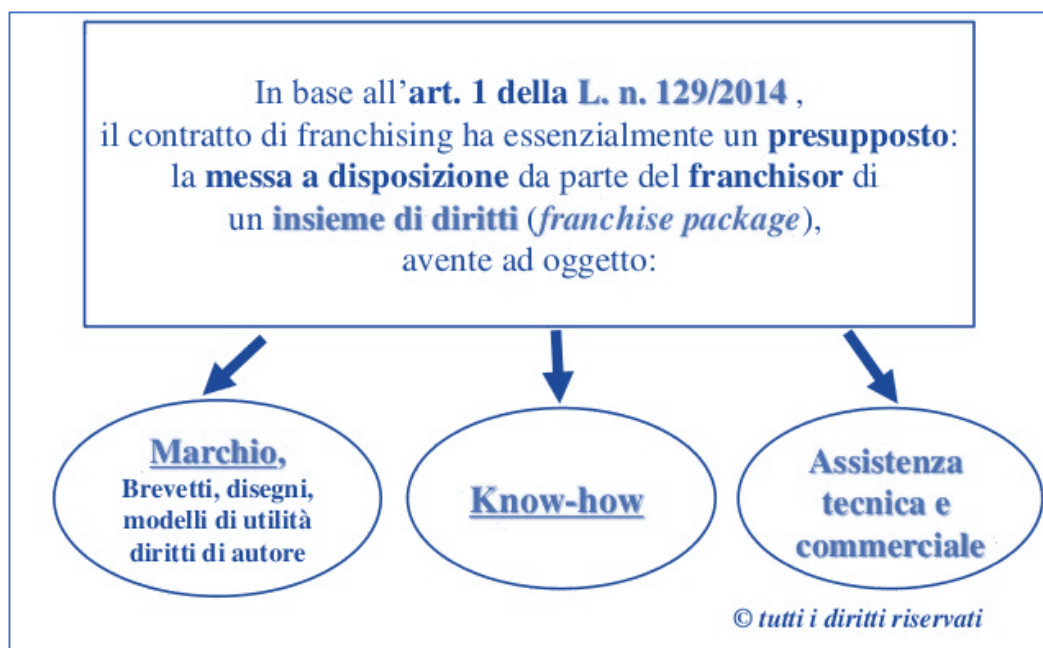 In base all'art. 1 della L. n. 129/2014 ,
il contratto di franchising ha essenzialmente un presupposto:
la messa a disposizione da parte del franchisor di
un insieme di diritti (franchise package),
avente ad oggetto:
Marchio,
Brevetti, disegni,
modelli di utilità
diritti di autore
Know-how
Assistenza
tecnica e
commerciale
© tutti i diritti riservati